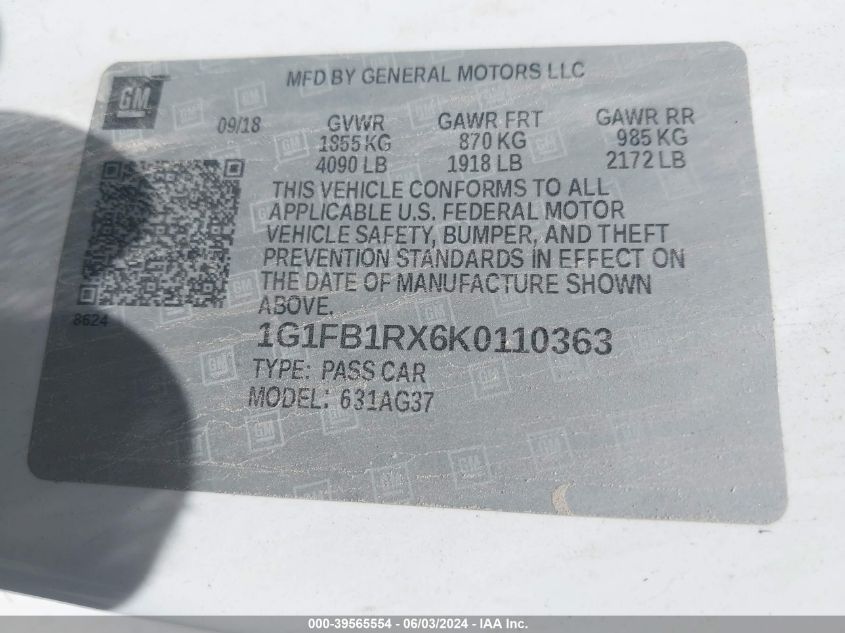 MFD BY GENERAL MOTORS LLC
GM
09/18 GVWR GAWR FRT GAWR RR
1855 KG 870 KG 985 KG
4090 LB 1918 LB 2172 LB
THIS VEHICLE CONFORMS TO ALL
APPLICABLE U.S. FEDERAL MOTOR
VEHICLE SAFETY, BUMPER, AND THEFT
PREVENTION STANDARDS IN EFFECT ON
THE DATE OF MANUFACTURE SHOWN
ABOVE.
8624
1G1FB1RX6K0110363
TYPE: PASS CAR
MODEL: 631AG37
000-39565554 - 06/03/2024 - IAA Inc.